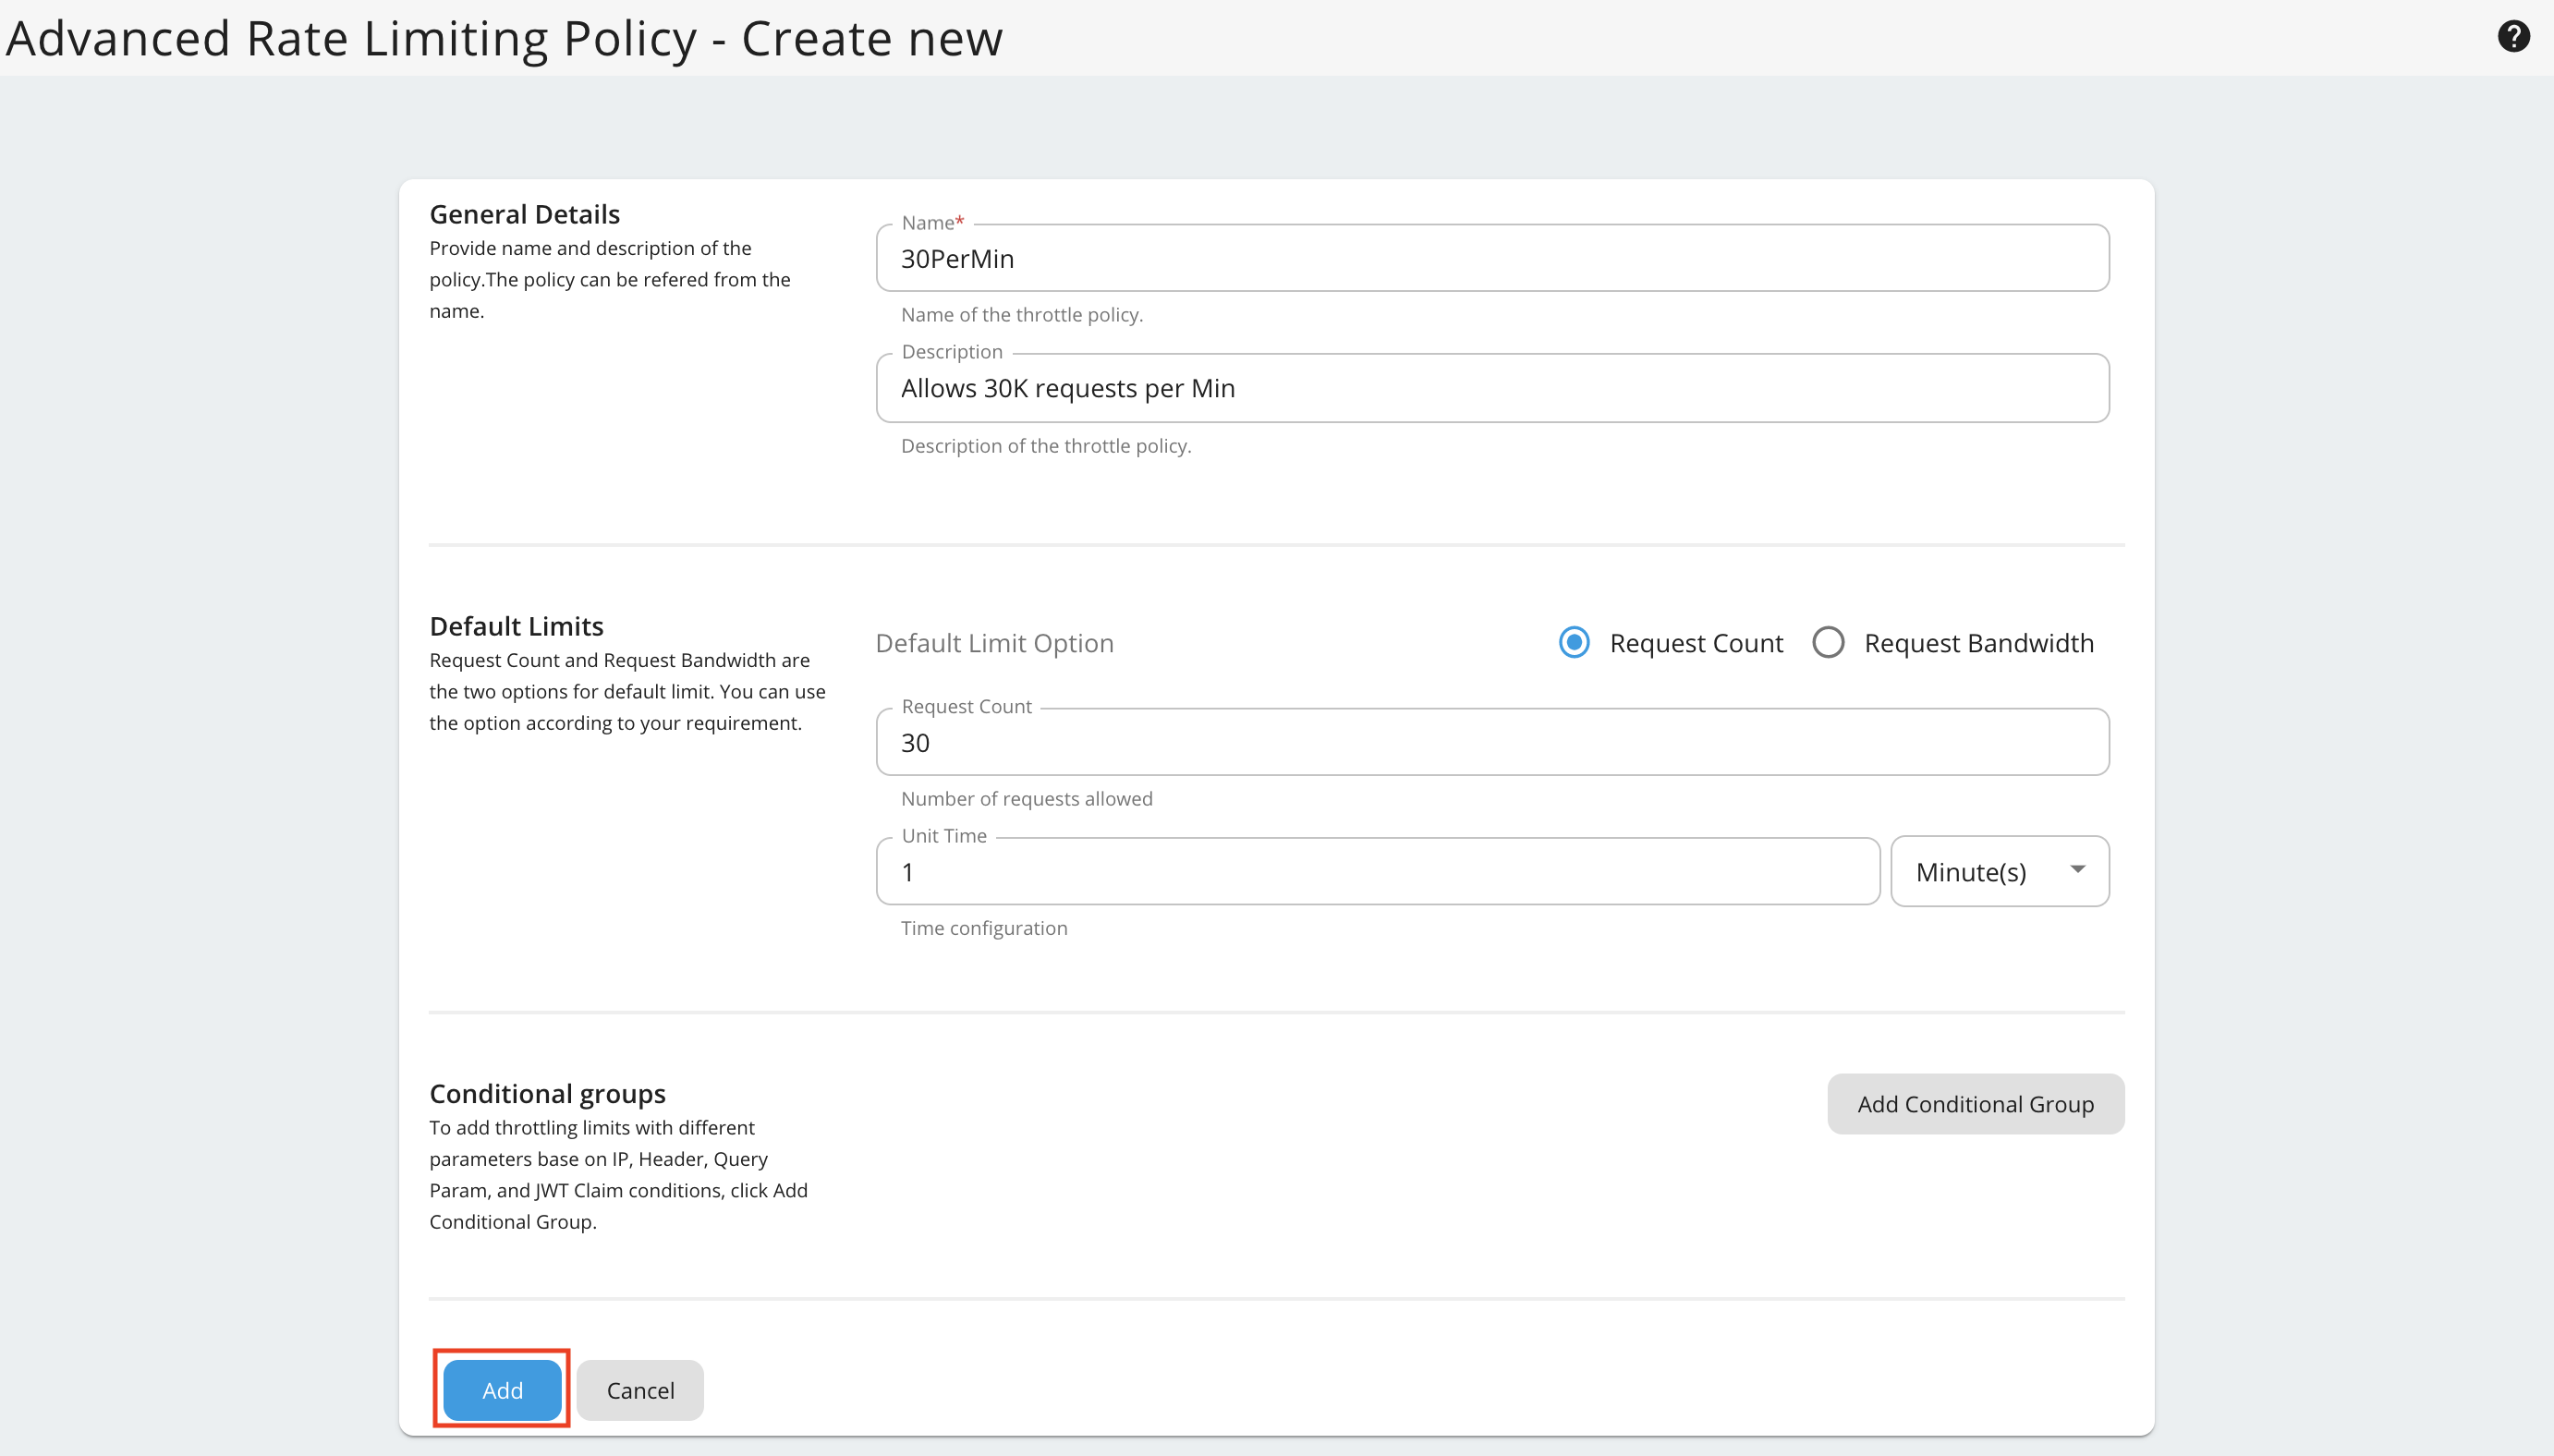 Advanced Rate Limiting Policy - Create new
?
General Details
Provide name and description of the
policy.The policy can be refered from the
name.
Name*
30PerMin
Name of the throttle policy.
Description
Allows 30K requests per Min
Description of the throttle policy.
Default Limits
Request Count and Request Bandwidth are
the two options for default limit. You can use
the option according to your requirement.
Default Limit Option
Request Count
Request Bandwidth
Request Count
30
Number of requests allowed
Unit Time
1
Minute(s)
Time configuration
Conditional groups
To add throttling limits with different
parameters base on IP, Header, Query
Param, and JWT Claim conditions, click Add
Conditional Group.
Add Conditional Group
Add
Cancel